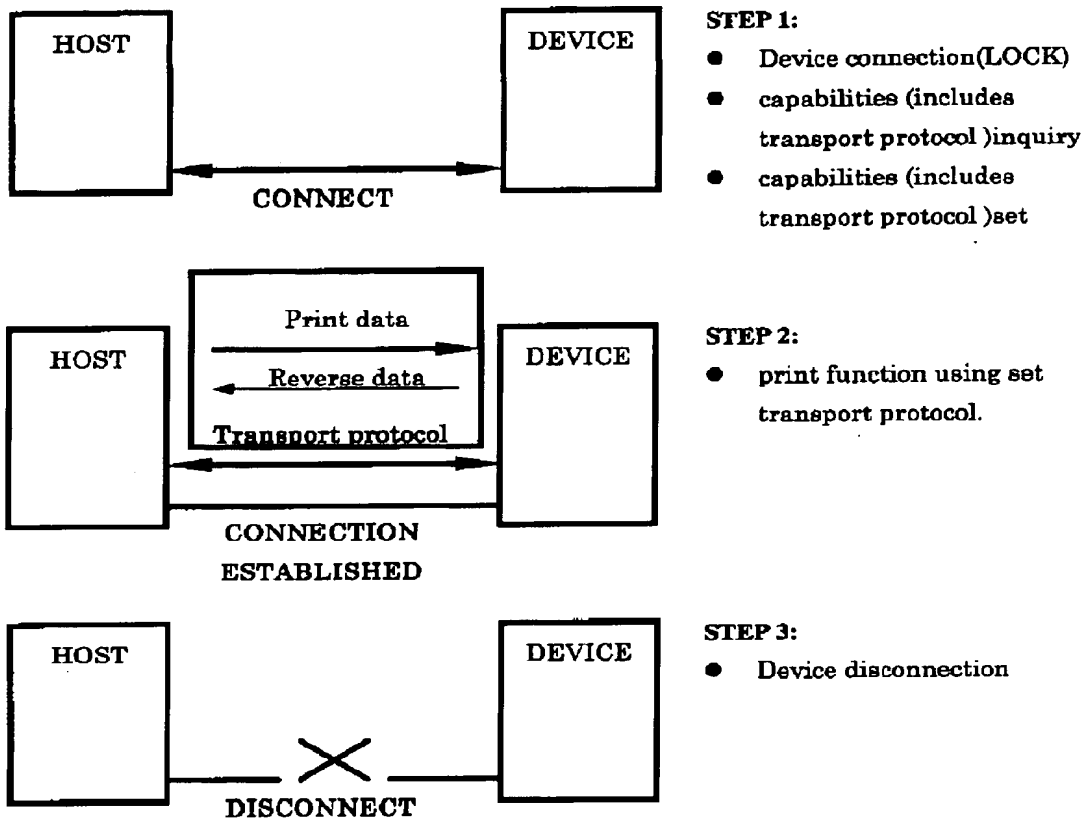 HOST
DEVICE
CONNECT
STEP 1:
● Device connection(LOCK)
● capabilities (includes
transport protocol )inquiry
● capabilities (includes
transport protocol )set
HOST
Print data
Reverse data
Transport protocol
DEVICE
CONNECTION
ESTABLISHED
STEP 2:
● print function using set
transport protocol.
HOST
DEVICE
DISCONNECT
STEP 3:
● Device disconnection